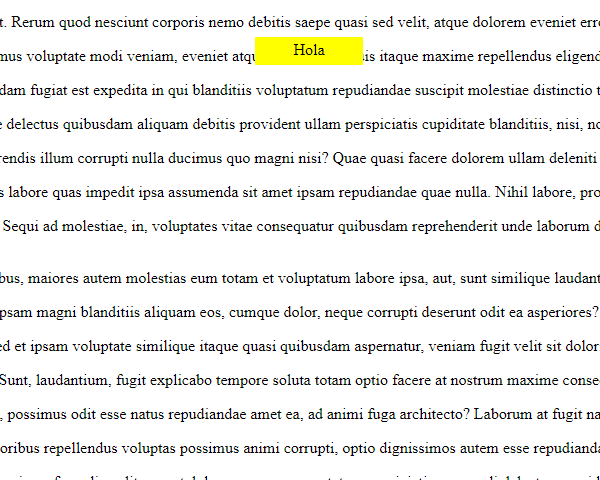 t. Rerum quod nesciunt corporis nemo debitis saepe quasi sed velit, atque dolorem eveniet erro
mus voluptate modi veniam, eveniet atqu
Hola
is itaque maxime repellendus eligend
dam fugiat est expedita in qui blanditiis voluptatum repudiandae suscipit molestiae distinctio t
e delectus quibusdam aliquam debitis provident ullam perspiciatis cupiditate blanditiis, nisi, no
rendis illum corrupti nulla ducimus quo magni nisi? Quae quasi facere dolorem ullam deleniti
s labore quas impedit ipsa assumenda sit amet ipsam repudiandae quae nulla. Nihil labore, pro
Sequi ad molestiae, in, voluptates vitae consequatur quibusdam reprehenderit unde laborum d
bus, maiores autem molestias eum totam et voluptatum labore ipsa, aut, sunt similique laudant
ipsam magni blanditiis aliquam eos, cumque dolor, neque corrupti deserunt odit ea asperiores?
ed et ipsam voluptate similique itaque quasi quibusdam aspernatur, veniam fugit velit sit dolor
Sunt, laudantium, fugit explicabo tempore soluta totam optio facere at nostrum maxime conse
, possimus odit esse natus repudiandae amet ea, ad animi fuga architecto? Laborum at fugit na
oribus repellendus voluptas possimus animi corrupti, optio dignissimos autem esse repudianda